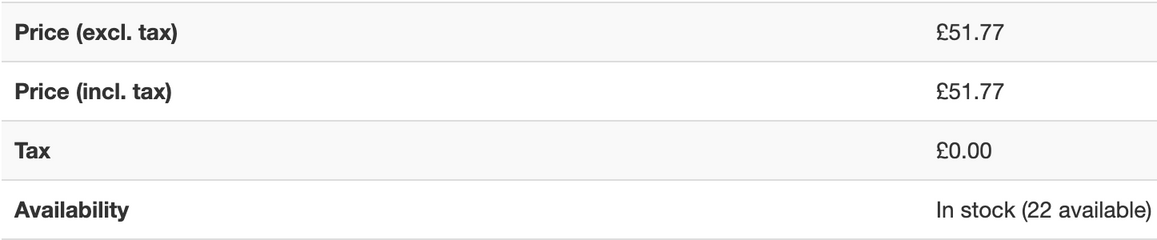 Price (excl. tax) £51.77
Price (incl. tax) £51.77
Tax £0.00
Availability In stock (22 available)